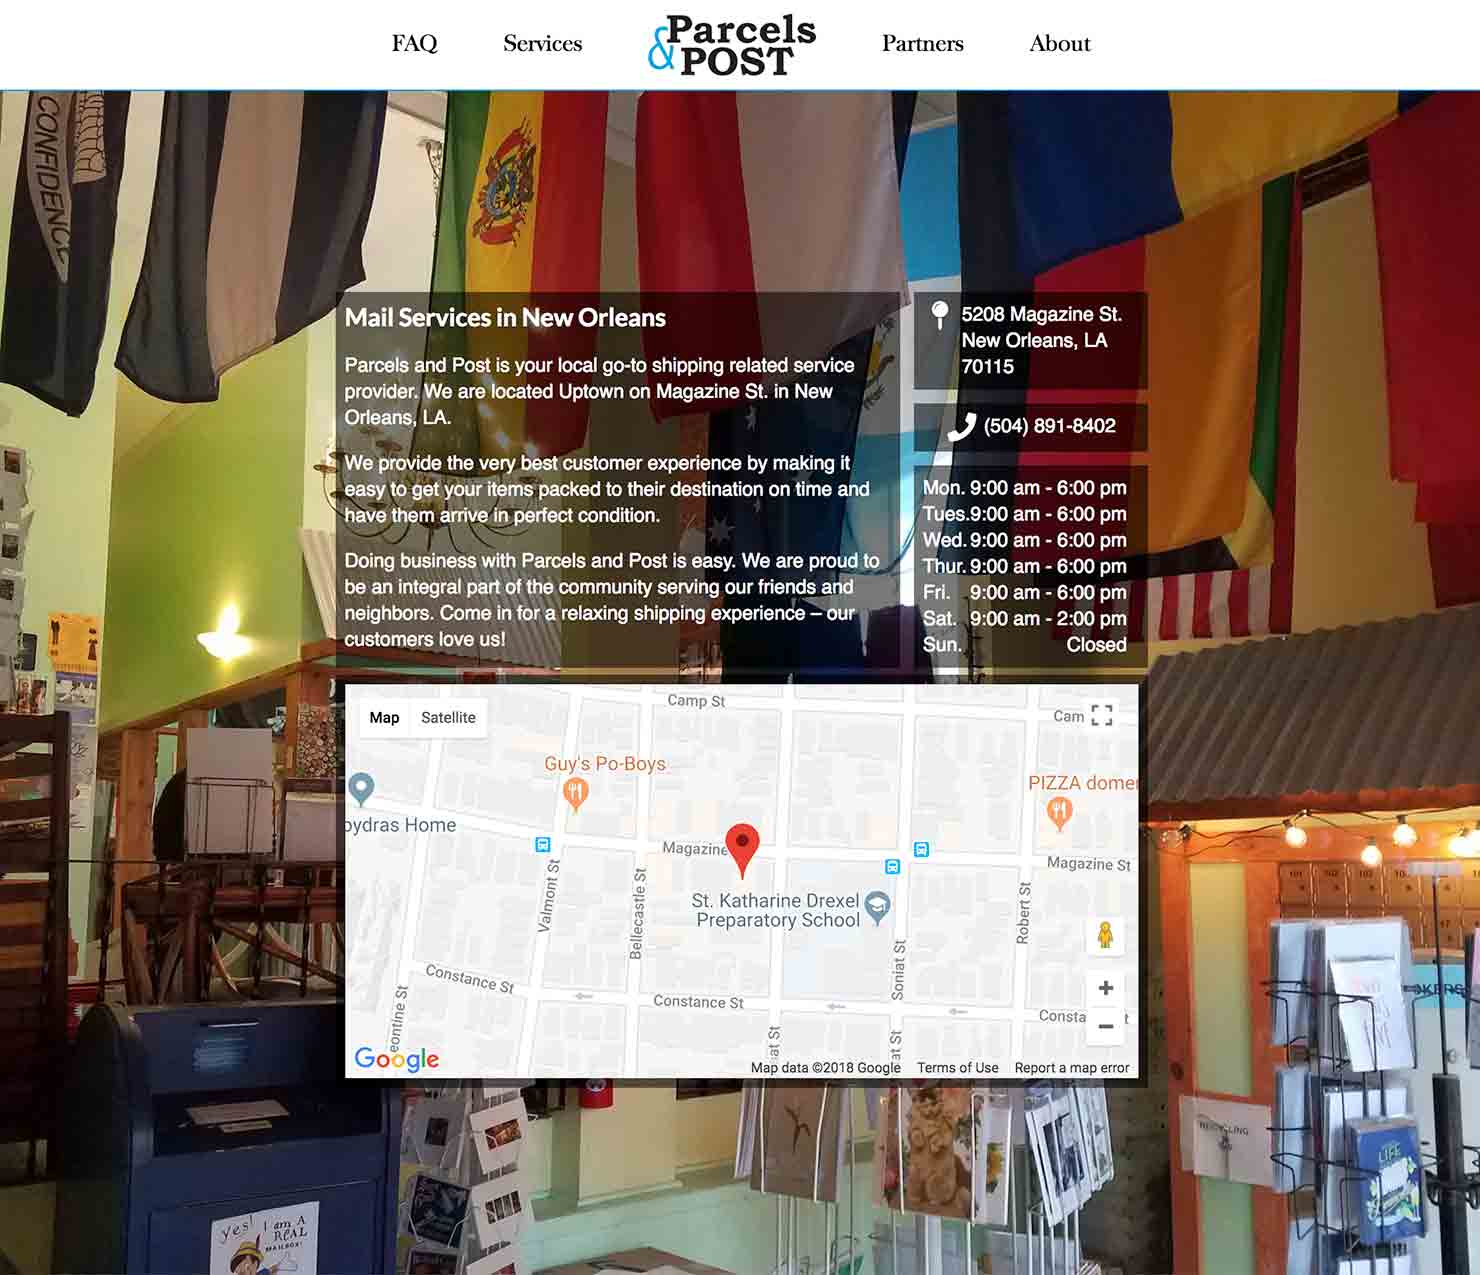 FAQ
Services
Parcels
& POST
Partners
About
CONFIDENCE
Mail Services in New Orleans
Parcels and Post is your local go-to shipping related service
provider. We are located Uptown on Magazine St. in New
Orleans, LA.
We provide the very best customer experience by making it
easy to get your items packed to their destination on time and
have them arrive in perfect condition.
Doing business with Parcels and Post is easy. We are proud to
be an integral part of the community serving our friends and
neighbors. Come in for a relaxing shipping experience – our
customers love us!
5208 Magazine St.
New Orleans, LA
70115
(504) 891-8402
Mon. 9:00 am - 6:00 pm
Tues. 9:00 am - 6:00 pm
Wed. 9:00 am - 6:00 pm
Thur. 9:00 am - 6:00 pm
Fri. 9:00 am - 6:00 pm
Sat. 9:00 am - 2:00 pm
Sun. Closed
Map
Satellite
Camp St
Cam
Guy's Po-Boys
PIZZA domen
oydras Home
Magazine
Magazine St
St. Katharine Drexel
Preparatory School
Valmont St
Bellecastle St
Soniat St
Robert St
Constance St
Constance St
Consta
t
eontine St
iat St
at St
Google
Map data ©2018 Google
Terms of Use
Report a map error
101
102
RECYCLING
LIFE
yes! I am A
REAL
MAILBOX!